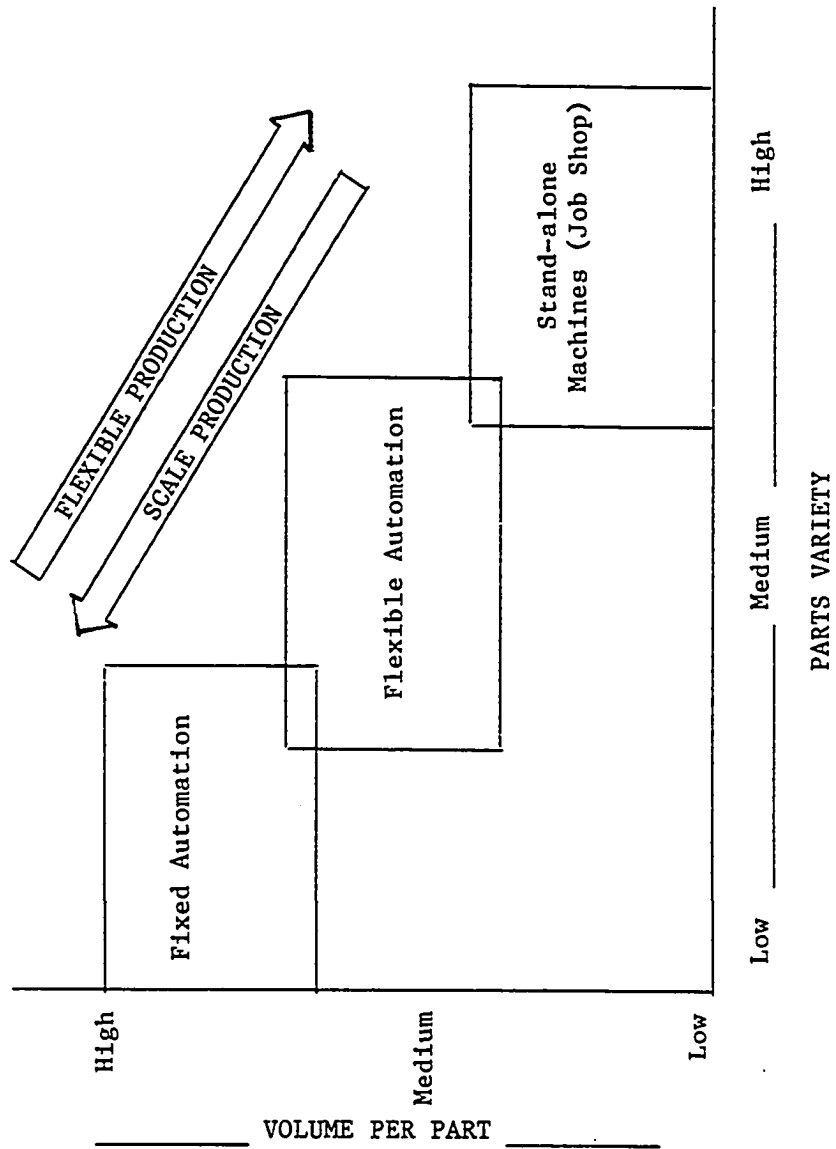 FLEXIBLE PRODUCTION
SCALE PRODUCTION
High
Fixed Automation
Medium
Flexible Automation
Stand-alone
Machines (Job Shop)
Low
VOLUME PER PART
Low
Medium
High
PARTS VARIETY